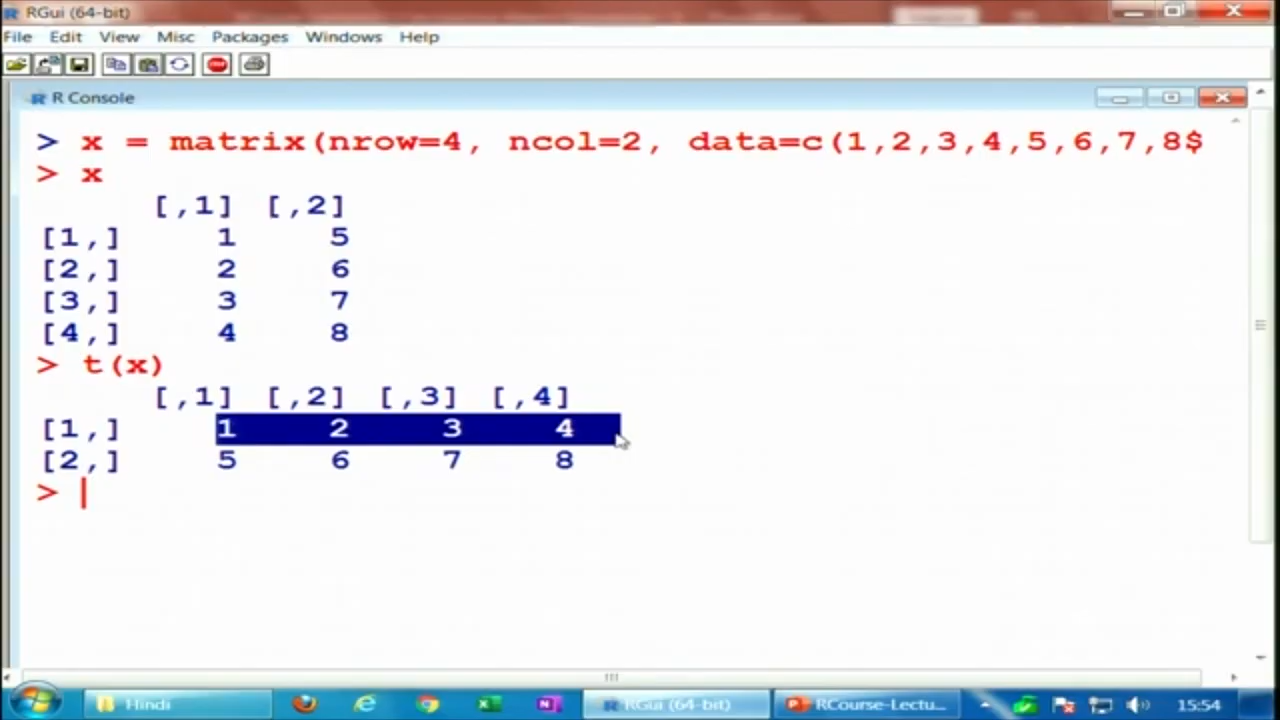 RGui (64-bit)
File Edit View Misc Packages Windows Help
STOP
R Console
> x = matrix(nrow=4, ncol=2, data=c(1,2,3,4,5,6,7,8$
> x
[,1] [,2]
[1,] 1 5
[2,] 2 6
[3,] 3 7
[4,] 4 8
> t(x)
[,1] [,2] [,3] [,4]
[1,] 1 2 3 4
[2,] 5 6 7 8
>
Hindi RGui (64-bit) RCourse-Lectu... 15:54